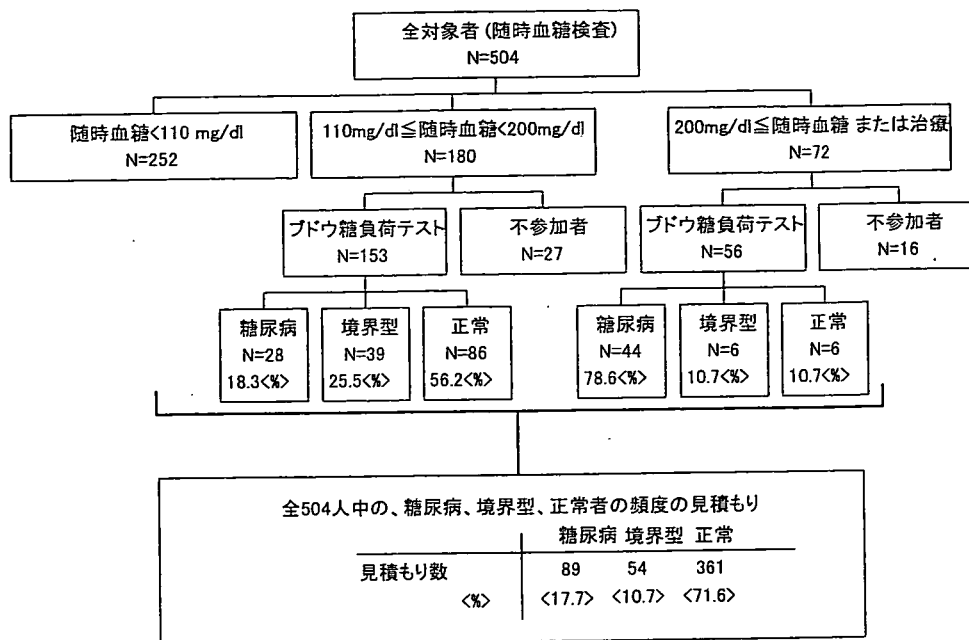 全対象者 (随時血糖検査)
N=504
随時血糖<110 mg/dl
N=252
110mg/dl≦随時血糖<200mg/dl
N=180
200mg/dl≦随時血糖 または治療
N=72
ブドウ糖負荷テスト
N=153
不参加者
N=27
ブドウ糖負荷テスト
N=56
不参加者
N=16
糖尿病
N=28
18.3<%>
境界型
N=39
25.5<%>
正常
N=86
56.2<%>
糖尿病
N=44
78.6<%>
境界型
N=6
10.7<%>
正常
N=6
10.7<%>
全504人中の、糖尿病、境界型、正常者の頻度の見積もり
糖尿病 境界型 正常
見積もり数 89 54 361
<%> <17.7> <10.7> <71.6>